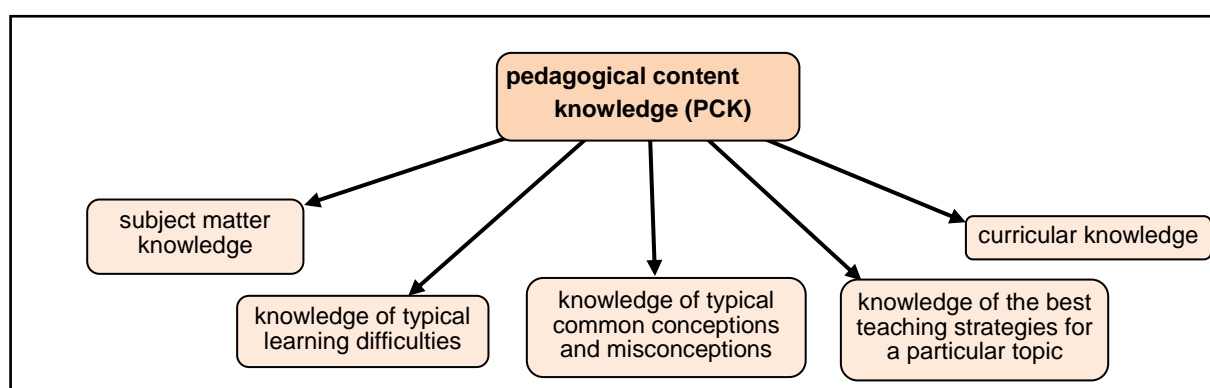 pedagogical content
knowledge (PCK)
subject matter
knowledge
knowledge of typical
learning difficulties
knowledge of typical
common conceptions
and misconceptions
knowledge of the best
teaching strategies for
a particular topic
curricular knowledge